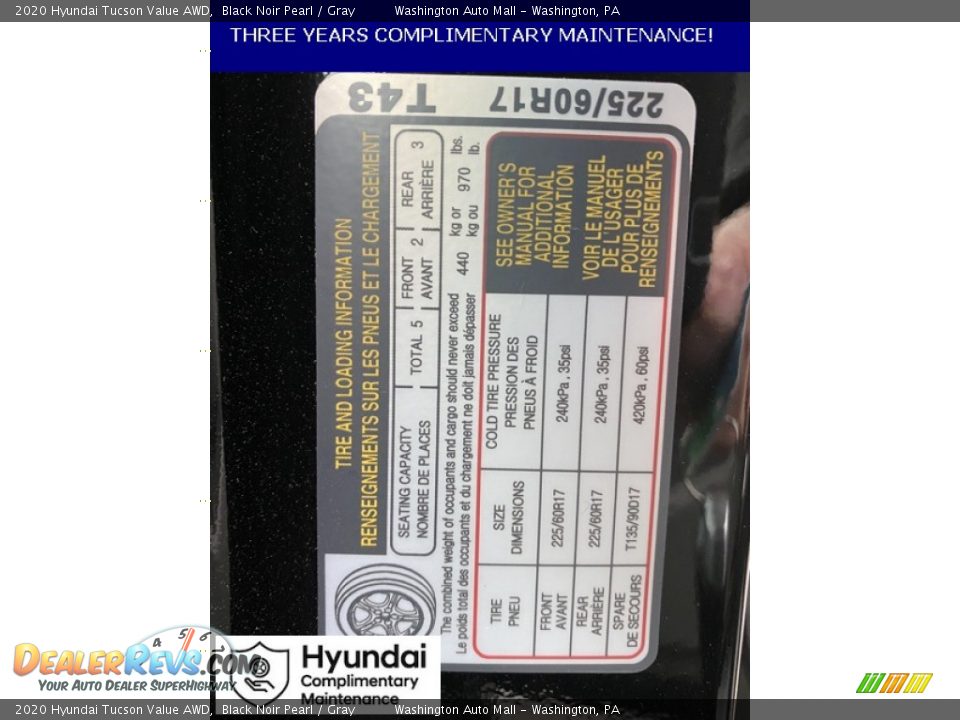 2020 Hyundai Tucson Value AWD, Black Noir Pearl / Gray Washington Auto Mall - Washington, PA
THREE YEARS COMPLIMENTARY MAINTENANCE!
T43 225/60R17
TIRE AND LOADING INFORMATION
RENSEIGNEMENTS SUR LES PNEUS ET LE CHARGEMENT
SEATING CAPACITY
NOMBRE DE PLACES
TOTAL 5
FRONT
AVANT 2
REAR
ARRIÈRE 3
The combined weight of occupants and cargo should never exceed 440 kg or 970 lbs.
Le poids total des occupants et du chargement ne doit jamais dépasser kg ou lb.
TIRE
PNEU
SIZE
DIMENSIONS
COLD TIRE PRESSURE
PRESSION DES
PNEUS À FROID
FRONT
AVANT
225/60R17
240kPa , 35psi
REAR
ARRIÈRE
225/60R17
240kPa , 35psi
SPARE
DE SECOURS
T135/90D17
420kPa , 60psi
SEE OWNER'S
MANUAL FOR
ADDITIONAL
INFORMATION
VOIR LE MANUEL
DE L'USAGER
POUR PLUS DE
RENSEIGNEMENTS
4 5 6
DEALERREVS.COM
YOUR AUTO DEALER SUPERHIGHWAY
Hyundai
Complimentary
Maintenance
2020 Hyundai Tucson Value AWD, Black Noir Pearl / Gray Washington Auto Mall - Washington, PA